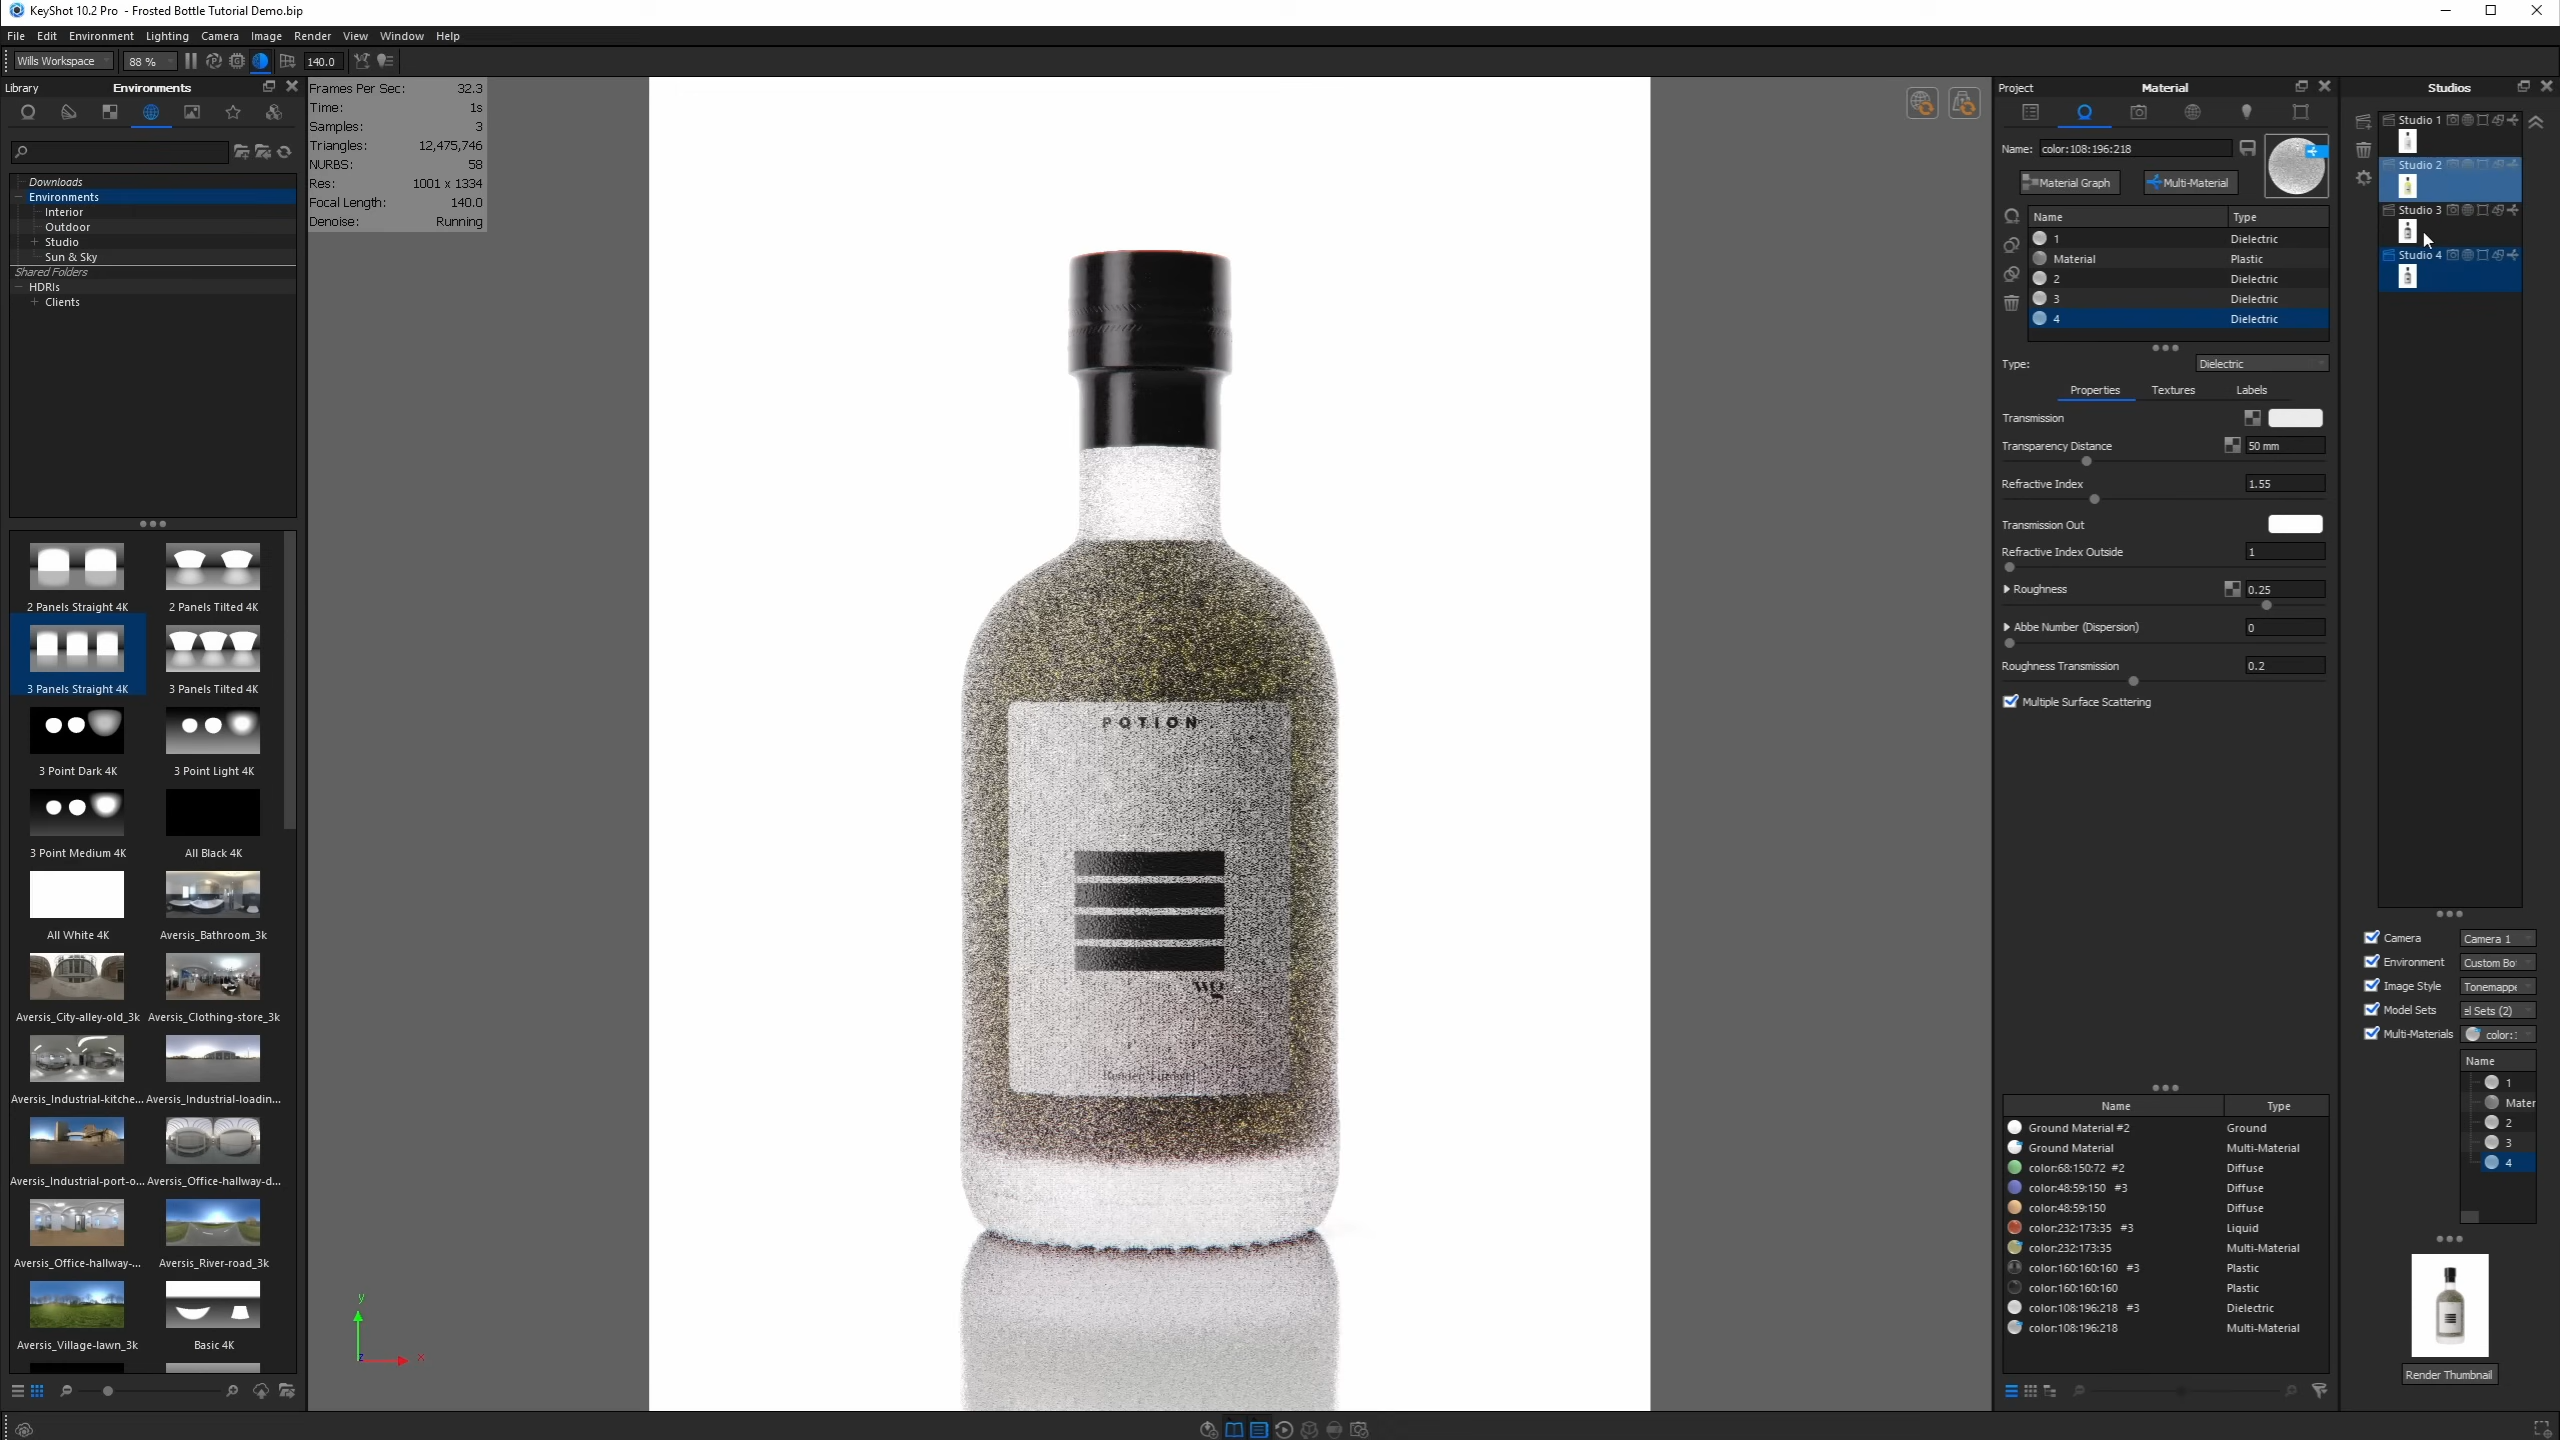 KeyShot 10.2 Pro  - Frosted Bottle Tutorial Demo.bip
File Edit Environment Lighting Camera Image Render View Window Help
Wills Workspace 88 % 140.0
Library Environments
Downloads
Environments
Interior
Outdoor
Studio
Sun & Sky
Shared Folders
HDRIs
Clients
2 Panels Straight 4K 2 Panels Tilted 4K
3 Panels Straight 4K 3 Panels Tilted 4K
3 Point Dark 4K 3 Point Light 4K
3 Point Medium 4K All Black 4K
All White 4K Aversis_Bathroom_3k
Aversis_City-alley-old_3k Aversis_Clothing-store_3k
Aversis_Industrial-kitche... Aversis_Industrial-loadin...
Aversis_Industrial-port-o... Aversis_Office-hallway-d...
Aversis_Office-hallway-... Aversis_River-road_3k
Aversis_Village-lawn_3k Basic 4K
Frames Per Sec: 32.3
Time: 1s
Samples: 3
Triangles: 12,475,746
NURBS: 58
Res: 1001 x 1334
Focal Length: 140.0
Denoise: Running
POTION
wg
Render Tutorial
y
z x
Project Material
Name: color:108:196:218
Material Graph Multi-Material
Name Type
1 Dielectric
Material Plastic
2 Dielectric
3 Dielectric
4 Dielectric
Type: Dielectric
Properties Textures Labels
Transmission
Transparency Distance 50 mm
Refractive Index 1.55
Transmission Out
Refractive Index Outside 1
Roughness 0.25
Abbe Number (Dispersion) 0
Roughness Transmission 0.2
Multiple Surface Scattering
Name Type
Ground Material #2 Ground
Ground Material Multi-Material
color:68:150:72 #2 Diffuse
color:48:59:150 #3 Diffuse
color:48:59:150 Diffuse
color:232:173:35 #3 Liquid
color:232:173:35 Multi-Material
color:160:160:160 #3 Plastic
color:160:160:160 Plastic
color:108:196:218 #3 Dielectric
color:108:196:218 Multi-Material
Studios
Studio 1
Studio 2
Studio 3
Studio 4
Camera Camera 1
Environment Custom Bo
Image Style Tonemappe
Model Sets el Sets (2)
Multi-Materials color:
Name
1
Mater
2
3
4
Render Thumbnail